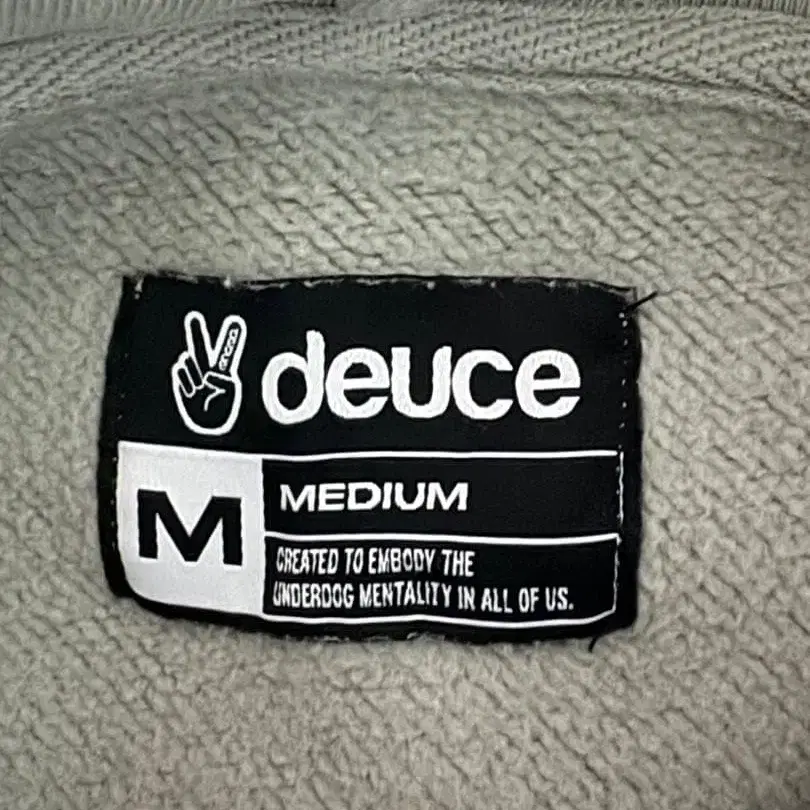 deuce
M
MEDIUM
CREATED TO EMBODY THE
UNDERDOG MENTALITY IN ALL OF US.